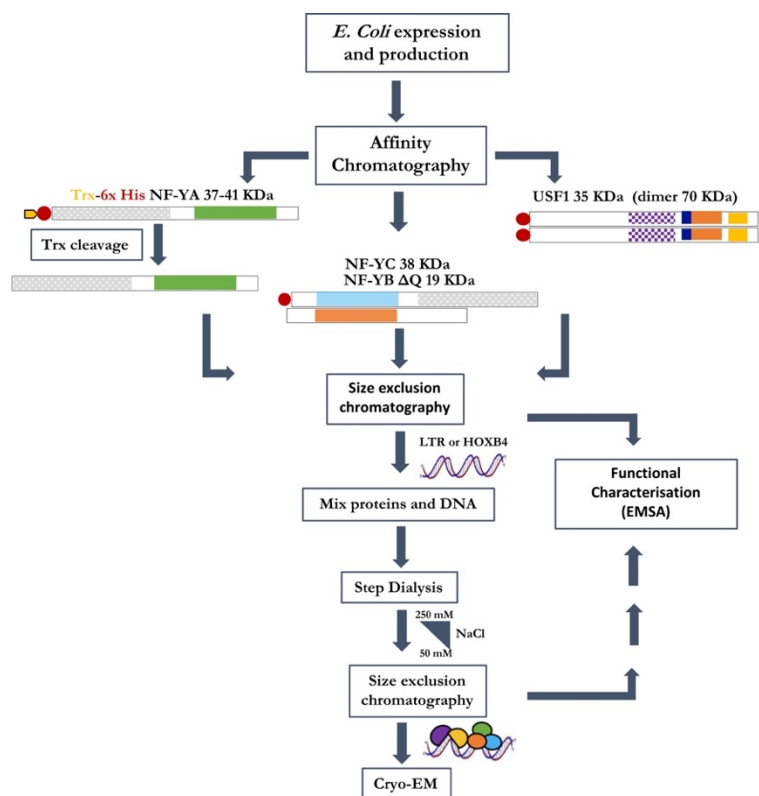 E. Coli expression
and production
Affinity
Chromatography
Trx-6x His NF-YA 37-41 KDa
USF1 35 KDa (dimer 70 KDa)
Trx cleavage
NF-YC 38 KDa
NF-YB ΔQ 19 KDa
Size exclusion
chromatography
LTR or HOXB4
Functional
Characterisation
(EMSA)
Mix proteins and DNA
Step Dialysis
250 mM
NaCl
50 mM
Size exclusion
chromatography
Cryo-EM